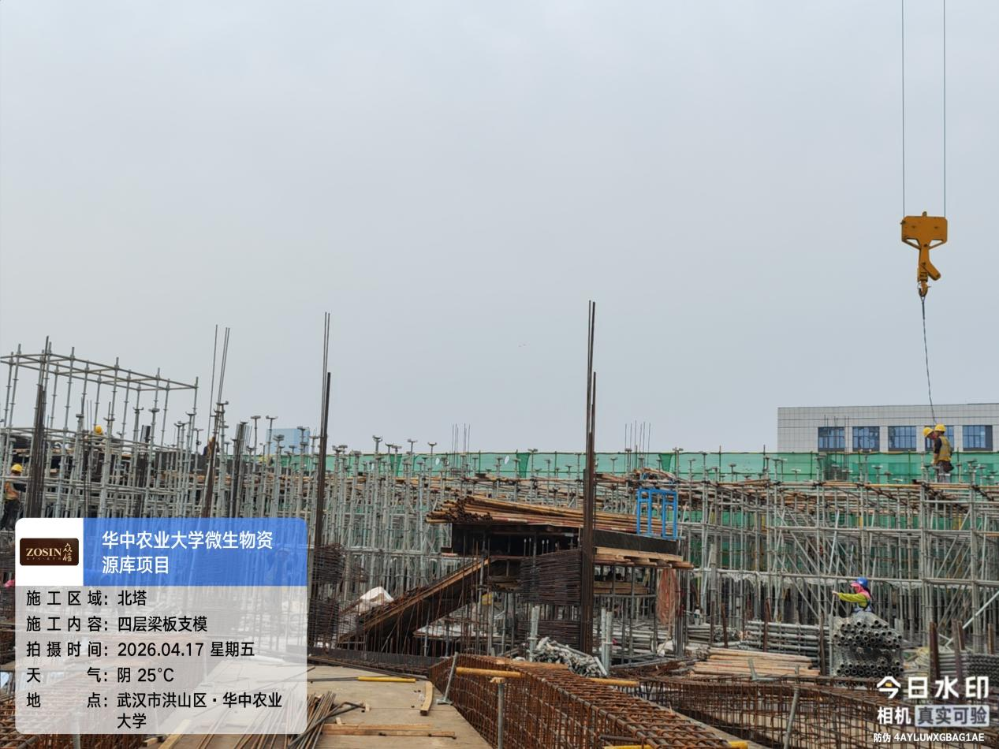 ZOSIN 众信
华中农业大学微生物资
源库项目
施工区域：北塔
施工内容：四层梁板支模
拍摄时间：2026.04.17 星期五
天气：阴 25°C
地点：武汉市洪山区·华中农业
大学
今日水印
相机 真实可验
防伪 4AYLUWXGBAG1AE